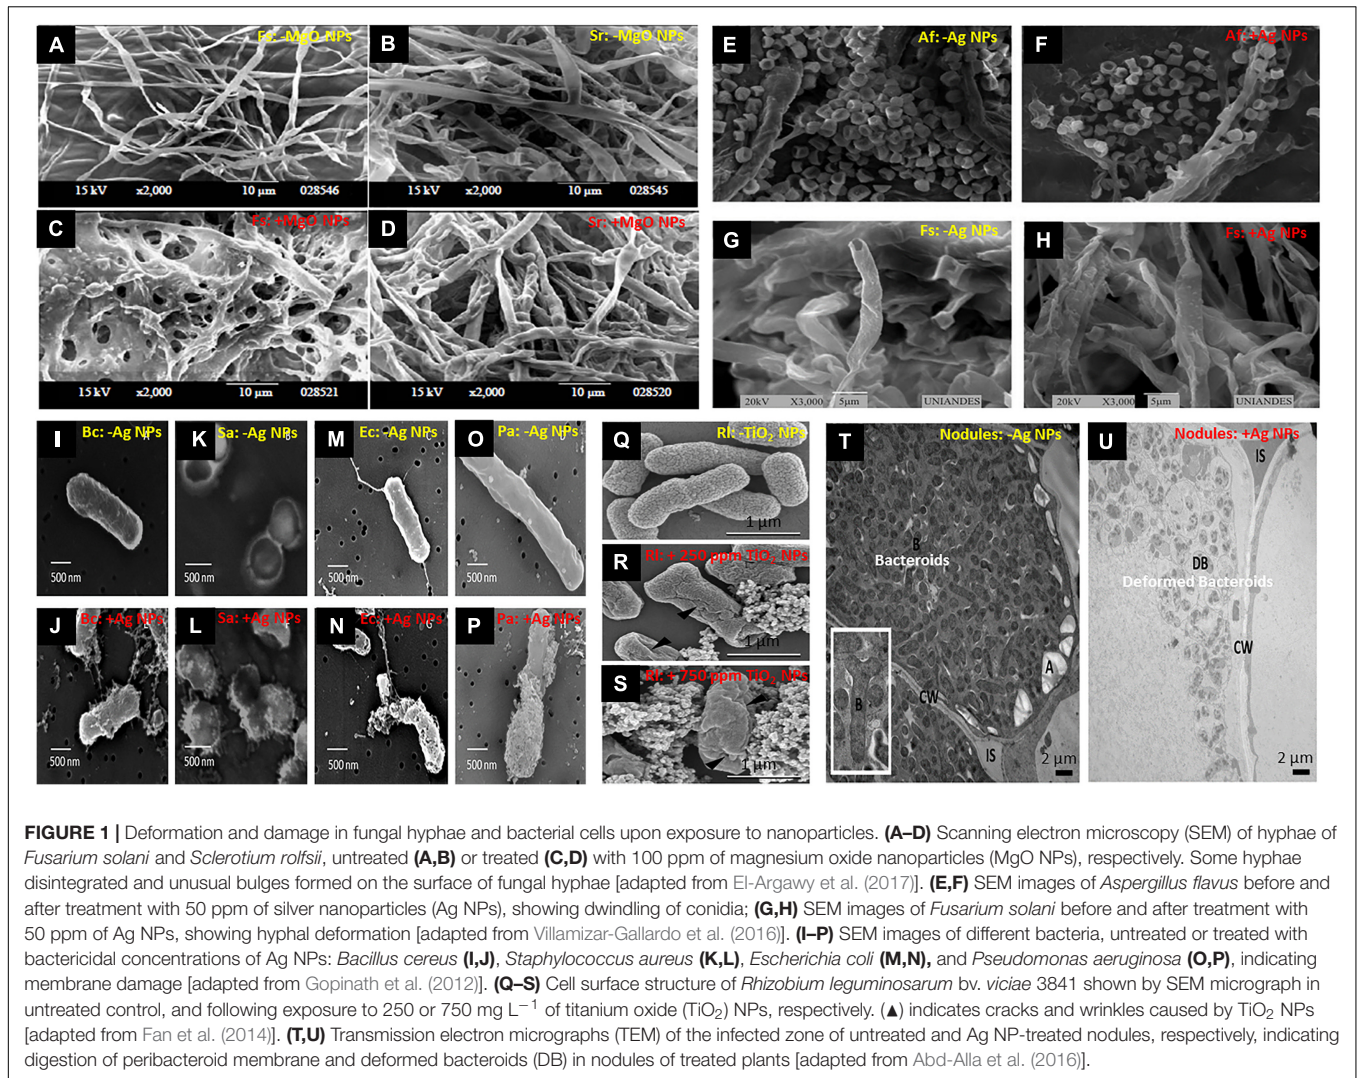 A
Fs: -MgO NPs
15 kV x2,000 10 µm 028546
B
Sr: -MgO NPs
15 kV x2,000 10 µm 028545
C
Fs: +MgO NPs
15 kV x2,000 10 µm 028521
D
Sr: +MgO NPs
15 kV x2,000 10 µm 028520
E
Af: -Ag NPs
F
Af: +Ag NPs
G
Fs: -Ag NPs
20kV X3,000 5µm UNIANDES
H
Fs: +Ag NPs
20kV X3,000 5µm UNIANDES
I
Bc: -Ag NPs
A
500 nm
K
Sa: -Ag NPs
B
500 nm
M
Ec: -Ag NPs
C
500 nm
O
Pa: -Ag NPs
D
500 nm
J
Bc: +Ag NPs
500 nm
L
Sa: +Ag NPs
500 nm
N
Ec: +Ag NPs
G
500 nm
P
Pa: +Ag NPs
500 nm
Q
Rl: -TiO₂ NPs
1 µm
R
Rl: + 250 ppm TiO₂ NPs
1 µm
S
Rl: + 750 ppm TiO₂ NPs
1 µm
T
Nodules: -Ag NPs
B
Bacteroids
A
CW
B
IS
2 µm
U
Nodules: +Ag NPs
IS
DB
Deformed Bacteroids
CW
2 µm
FIGURE 1 | Deformation and damage in fungal hyphae and bacterial cells upon exposure to nanoparticles. (A–D) Scanning electron microscopy (SEM) of hyphae of
Fusarium solani and Sclerotium rolfsii, untreated (A,B) or treated (C,D) with 100 ppm of magnesium oxide nanoparticles (MgO NPs), respectively. Some hyphae
disintegrated and unusual bulges formed on the surface of fungal hyphae [adapted from El-Argawy et al. (2017)]. (E,F) SEM images of Aspergillus flavus before and
after treatment with 50 ppm of silver nanoparticles (Ag NPs), showing dwindling of conidia; (G,H) SEM images of Fusarium solani before and after treatment with
50 ppm of Ag NPs, showing hyphal deformation [adapted from Villamizar-Gallardo et al. (2016)]. (I–P) SEM images of different bacteria, untreated or treated with
bactericidal concentrations of Ag NPs: Bacillus cereus (I,J), Staphylococcus aureus (K,L), Escherichia coli (M,N), and Pseudomonas aeruginosa (O,P), indicating
membrane damage [adapted from Gopinath et al. (2012)]. (Q–S) Cell surface structure of Rhizobium leguminosarum bv. viciae 3841 shown by SEM micrograph in
untreated control, and following exposure to 250 or 750 mg L⁻¹ of titanium oxide (TiO₂) NPs, respectively. (▲) indicates cracks and wrinkles caused by TiO₂ NPs
[adapted from Fan et al. (2014)]. (T,U) Transmission electron micrographs (TEM) of the infected zone of untreated and Ag NP-treated nodules, respectively, indicating
digestion of peribacteroid membrane and deformed bacteroids (DB) in nodules of treated plants [adapted from Abd-Alla et al. (2016)].